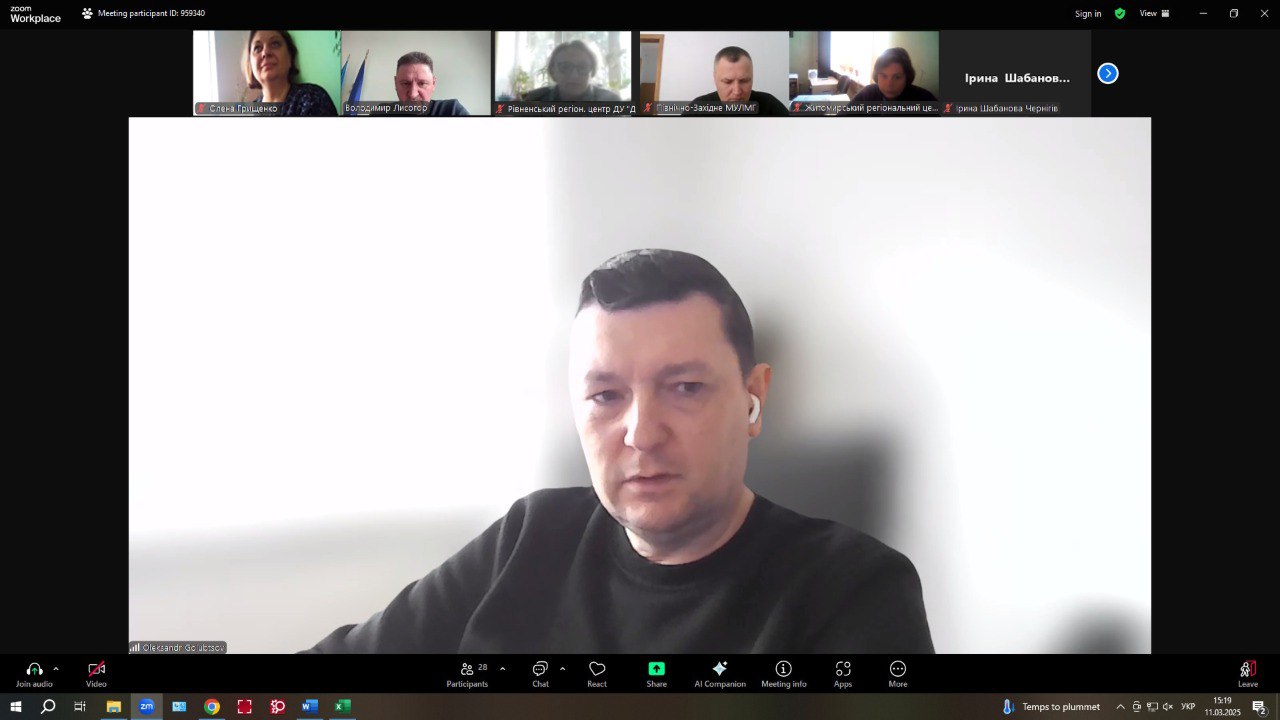 zoom
Workplace
Meeting participant ID: 959340
Sign in
View
Олена Грищенко
Володимир Лисогор
Рівненський регіон. центр ДУ "Д
Північно-Західне МУЛМГ
Житомирський регіональний це...
Ірина Шабанов...
Ірина Шабанова Чернігів
Oleksandr Golubtsov
Join audio
Video
Participants
28
Chat
React
Share
AI Companion
Meeting info
Apps
More
Leave
zm
Temps to plummet
УКР
15:19
11.03.2025
2